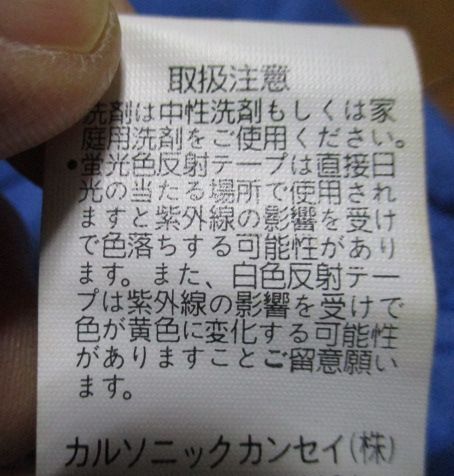 取扱注意
洗剤は中性洗剤もしくは家
庭用洗剤をご使用ください。
•蛍光色反射テープは直接日
光の当たる場所で使用され
ますと紫外線の影響を受け
で色落ちする可能性があり
ます。また、白色反射テー
プは紫外線の影響を受けで
色が黄色に変化する可能性
がありますことご留意願い
ます。
カルソニックカンセイ(株)